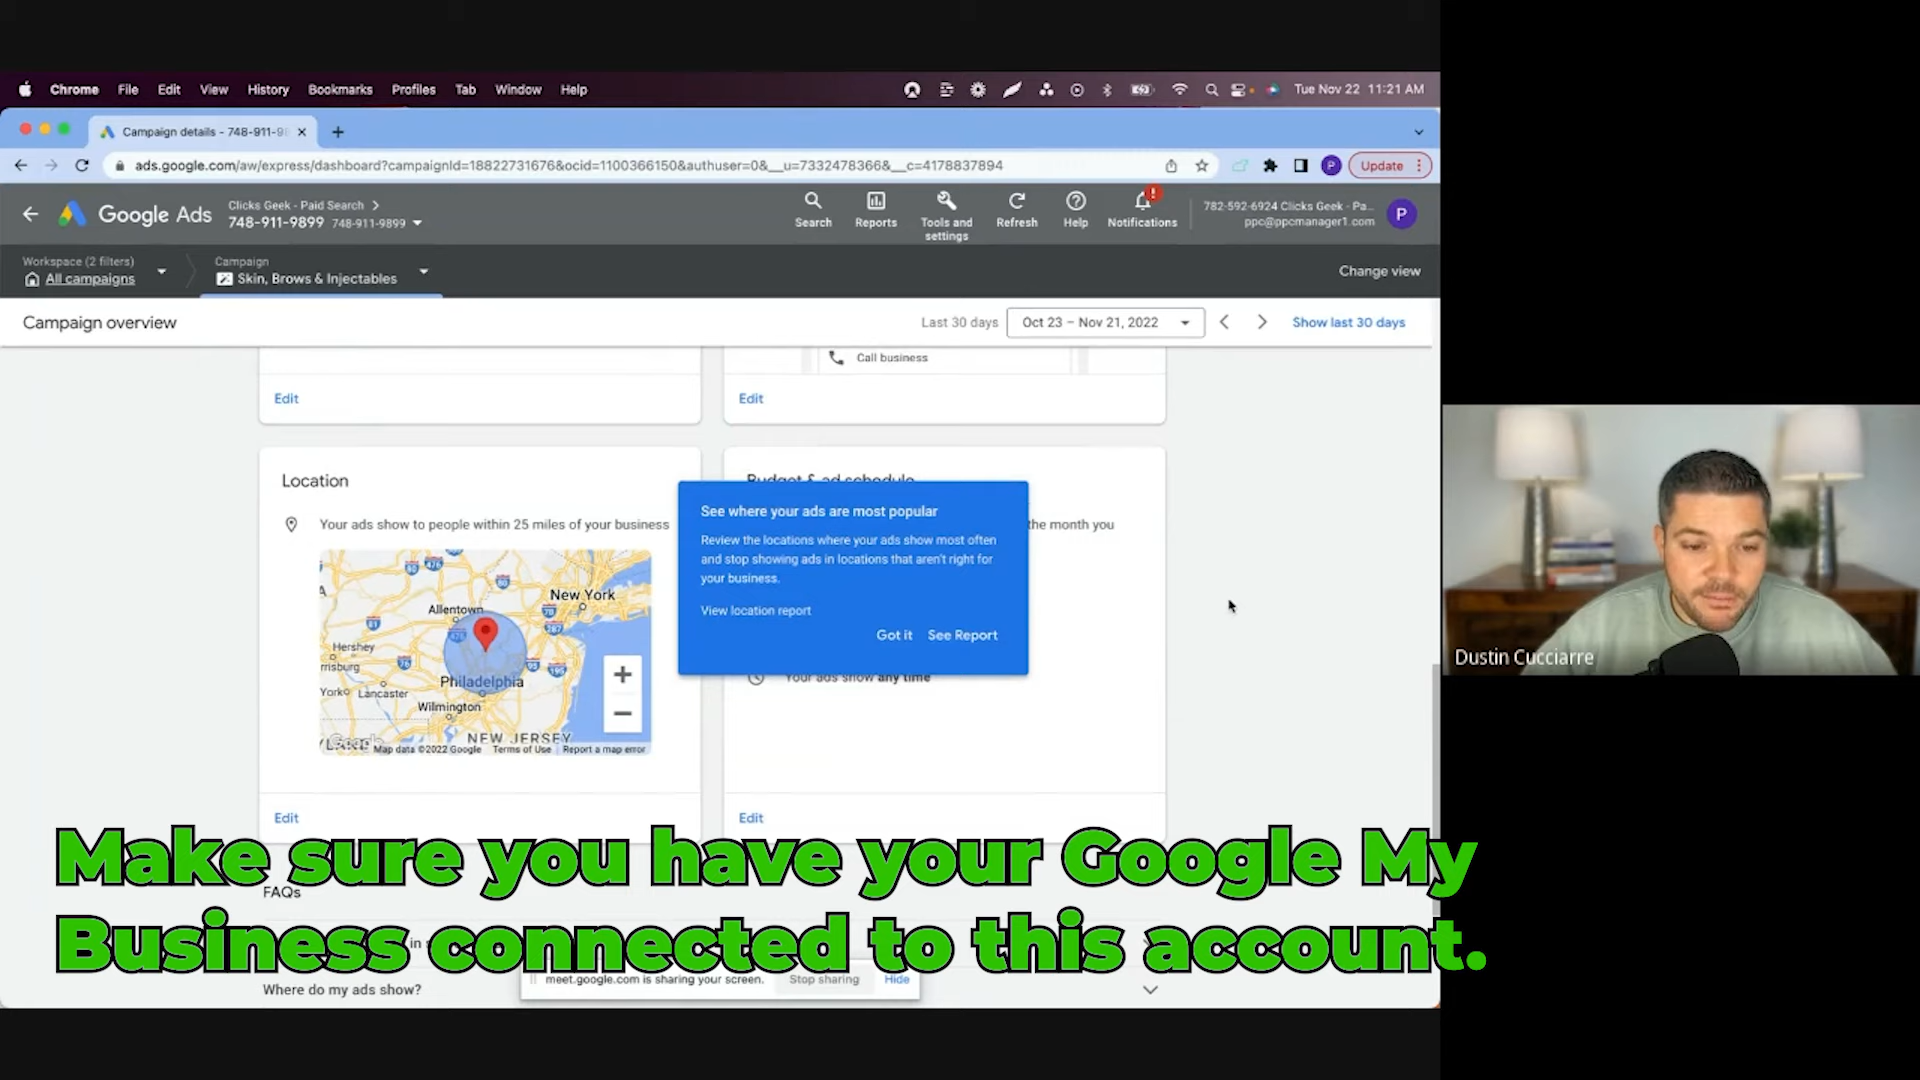 Chrome File Edit View History Bookmarks Profiles Tab Window Help Tue Nov 22 11:21 AM
Campaign details - 748-911-98
ads.google.com/aw/express/dashboard?campaignId=18822731676&ocid=1100366150&authuser=0&__u=7332478366&__c=4178837894 P Update
Google Ads
Clicks Geek - Paid Search
748-911-9899 748-911-9899
Search
Reports
Tools and
settings
Refresh
Help
Notifications
782-592-6924 Clicks Geek - Pa...
ppc@ppcmanager1.com
P
Workspace (2 filters)
All campaigns
Campaign
Skin, Brows & Injectables
Change view
Campaign overview
Last 30 days
Oct 23 – Nov 21, 2022
Show last 30 days
Call business
Edit
Edit
Location
Your ads show to people within 25 miles of your business
New York
Allentown
Hershey
York
Lancaster
Philadelphia
Wilmington
NEW JERSEY
Google
Map data ©2022 Google Terms of Use Report a map error
Edit
Budget & ad schedule
the month you
See where your ads are most popular
Review the locations where your ads show most often
and stop showing ads in locations that aren't right for
your business.
View location report
Got it See Report
Your ads show any time
Edit
Make sure you have your Google My
Business connected to this account.
FAQs
Where do my ads show?
meet.google.com is sharing your screen. Stop sharing Hide
Dustin Cucciarre